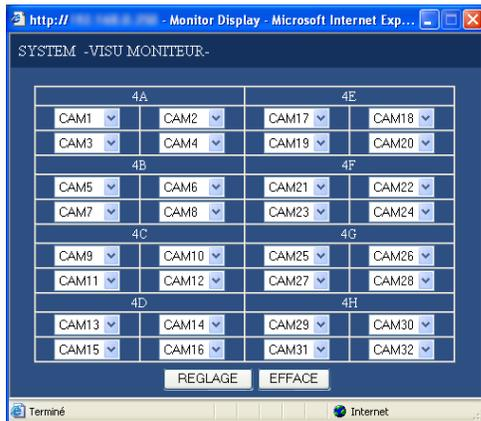 http:// - Monitor Display - Microsoft Internet Exp...
SYSTEM -VISU MONITEUR-
4A 4E
CAM1 CAM2 CAM17 CAM18
CAM3 CAM4 CAM19 CAM20
4B 4F
CAM5 CAM6 CAM21 CAM22
CAM7 CAM8 CAM23 CAM24
4C 4G
CAM9 CAM10 CAM25 CAM26
CAM11 CAM12 CAM27 CAM28
4D 4H
CAM13 CAM14 CAM29 CAM30
CAM15 CAM16 CAM31 CAM32
REGLAGE EFFACE
Terminé Internet